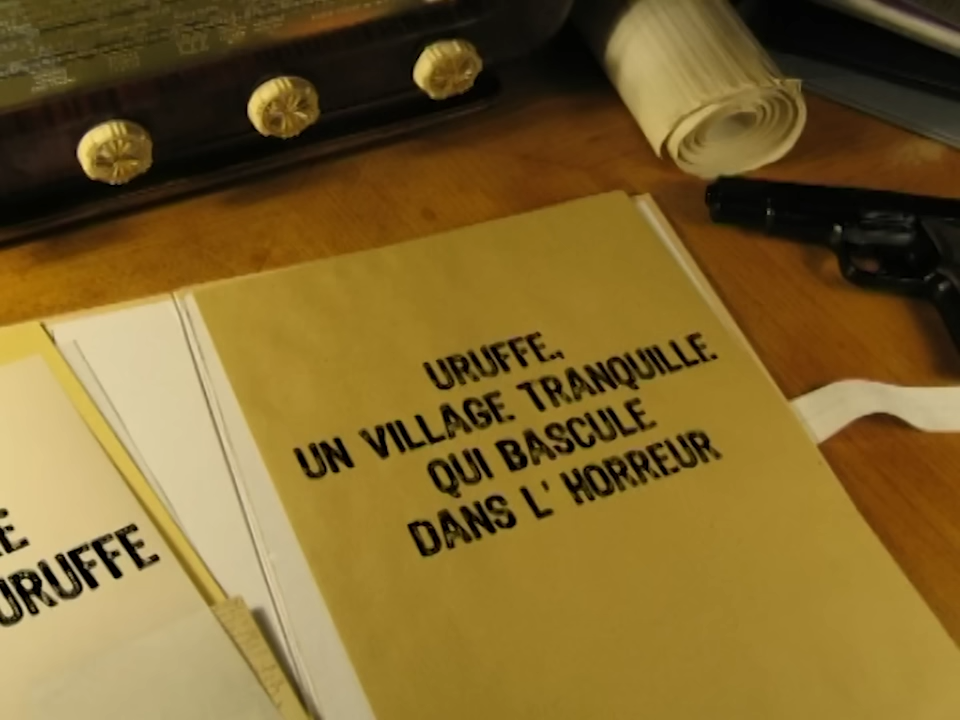 URUFFE,
UN VILLAGE TRANQUILLE
QUI BASCULE
DANS L' HORREUR
URUFFE